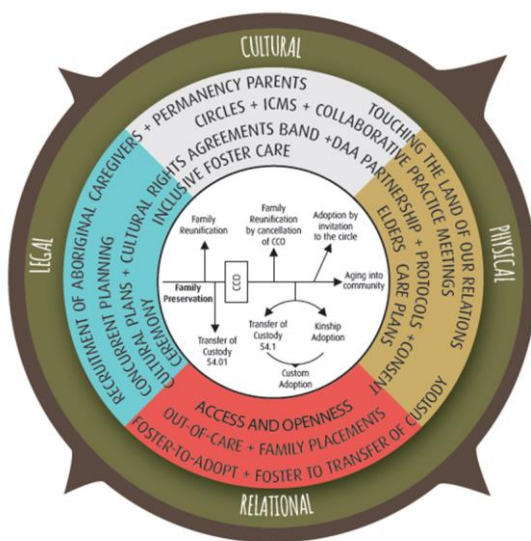 CULTURAL
PHYSICAL
RELATIONAL
LEGAL
RECRUITMENT OF ABORIGINAL CAREGIVERS + PERMANENCY PARENTS
CONCURRENT PLANNING
CIRCLES + ICMS + COLLABORATIVE PRACTICE MEETINGS
CULTURAL PLANS + CULTURAL RIGHTS AGREEMENTS BAND +DAA PARTNERSHIP + PROTOCOLS + CONSENT
CEREMONY
INCLUSIVE FOSTER CARE
TOUCHING THE LAND OF OUR RELATIONS
ELDERS CARE PLANS
ACCESS AND OPENNESS
OUT-OF-CARE + FAMILY PLACEMENTS
FOSTER-TO-ADOPT + FOSTER TO TRANSFER OF CUSTODY
Family
Reunification
Family
Reunification
by cancellation
of CCO
Adoption by
invitation
to the circle
Family
Preservation
CCO
Aging into
community
Transfer of
Custody
54.01
Transfer of
Custody
54.1
Kinship
Adoption
Custom
Adoption